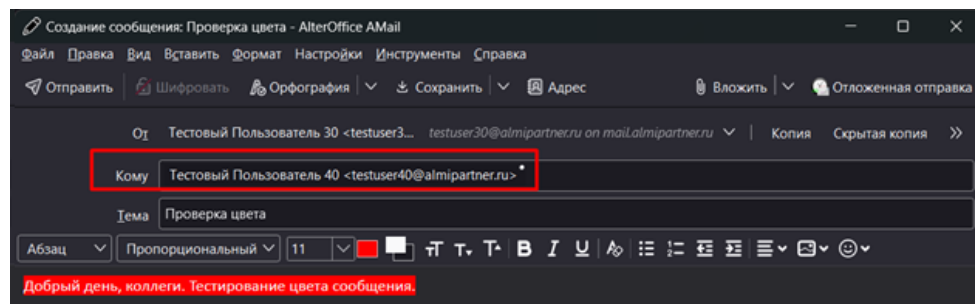 Создание сообщения: Проверка цвета - AlterOffice AMail
Файл Правка Вид Вставить Формат Настройки Инструменты Справка
Отправить Шифровать Орфография Сохранить Адрес Вложить Отложенная отправка
От Тестовый Пользователь 30 <testuser3... testuser30@almipartner.ru on mail.almipartner.ru Копия Скрытая копия
Кому Тестовый Пользователь 40 <testuser40@almipartner.ru>
Тема Проверка цвета
Абзац Пропорциональный 11 B I U
Добрый день, коллеги. Тестирование цвета сообщения.